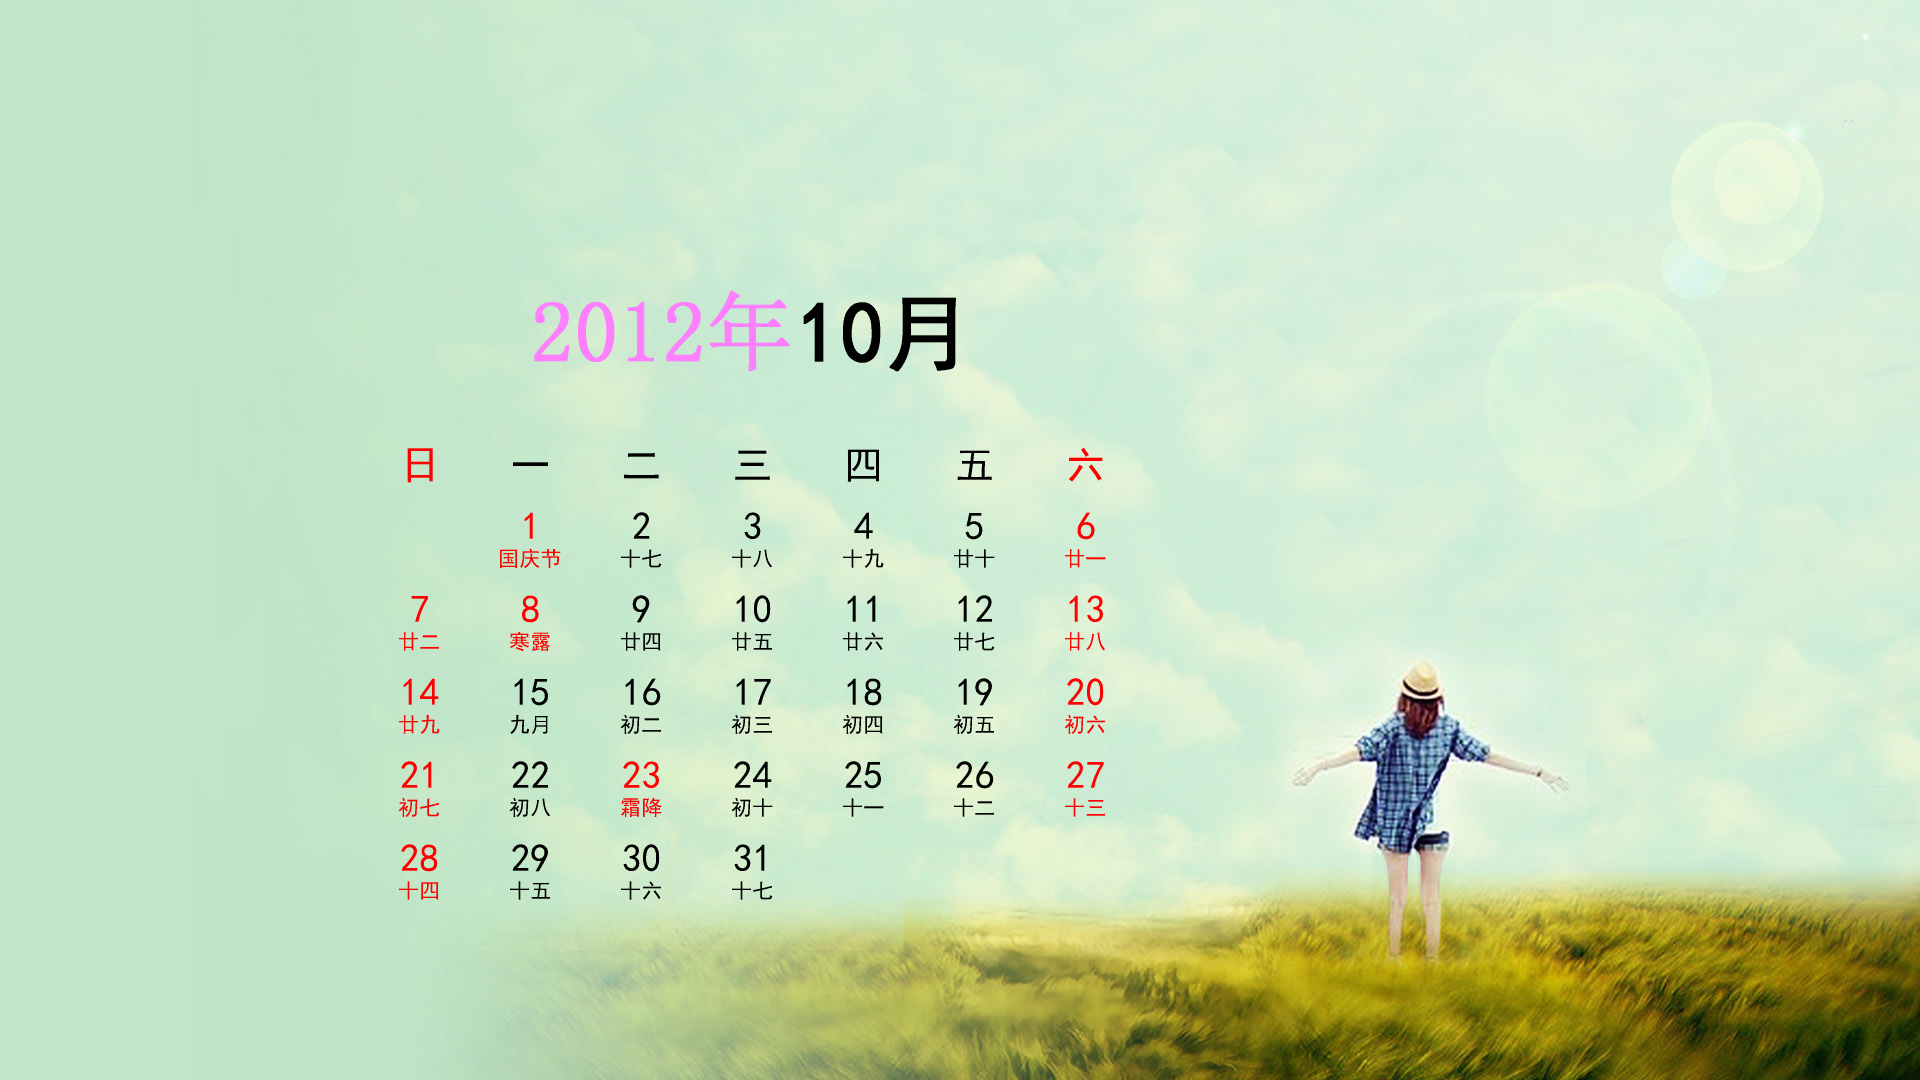 2012年10月
日 一 二 三 四 五 六
1 2 3 4 5 6
国庆节 十七 十八 十九 廿十 廿一
7 8 9 10 11 12 13
廿二 寒露 廿四 廿五 廿六 廿七 廿八
14 15 16 17 18 19 20
廿九 九月 初二 初三 初四 初五 初六
21 22 23 24 25 26 27
初七 初八 霜降 初十 十一 十二 十三
28 29 30 31
十四 十五 十六 十七